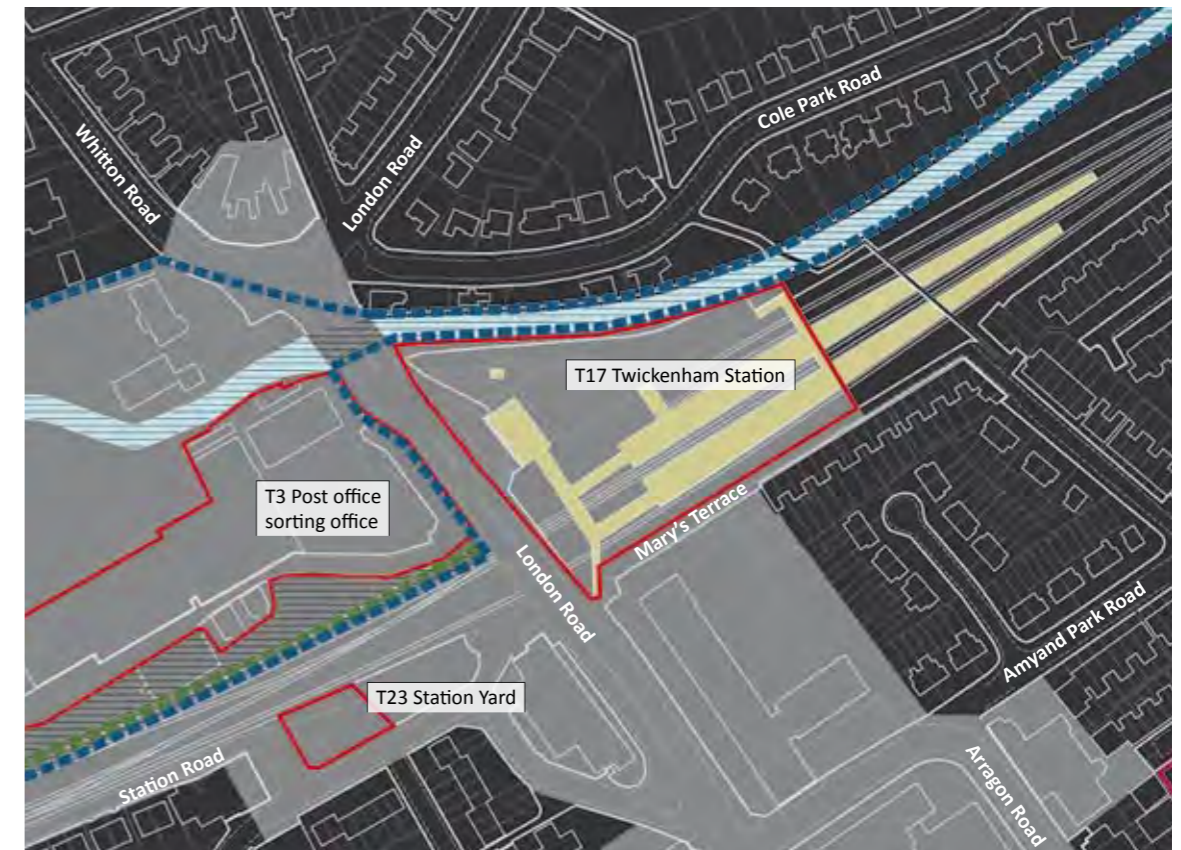 Whitton Road
London Road
Cole Park Road
T17 Twickenham Station
T3 Post office
sorting office
London Road
Mary's Terrace
Amyand Park Road
T23 Station Yard
Station Road
Arragon Road